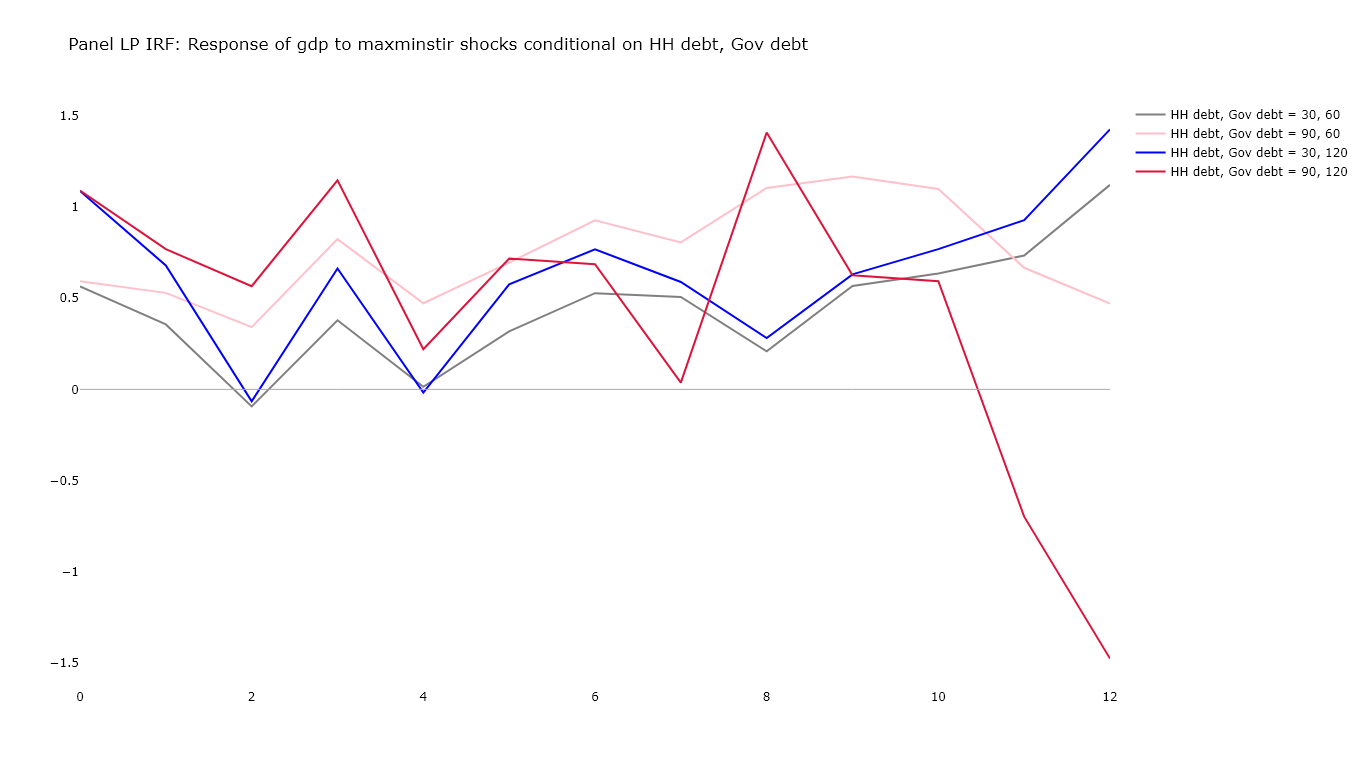 Panel LP IRF: Response of gdp to maxminstir shocks conditional on HH debt, Gov debt
1.5
1
0.5
0
−0.5
−1
−1.5
0 2 4 6 8 10 12
HH debt, Gov debt = 30, 60
HH debt, Gov debt = 90, 60
HH debt, Gov debt = 30, 120
HH debt, Gov debt = 90, 120